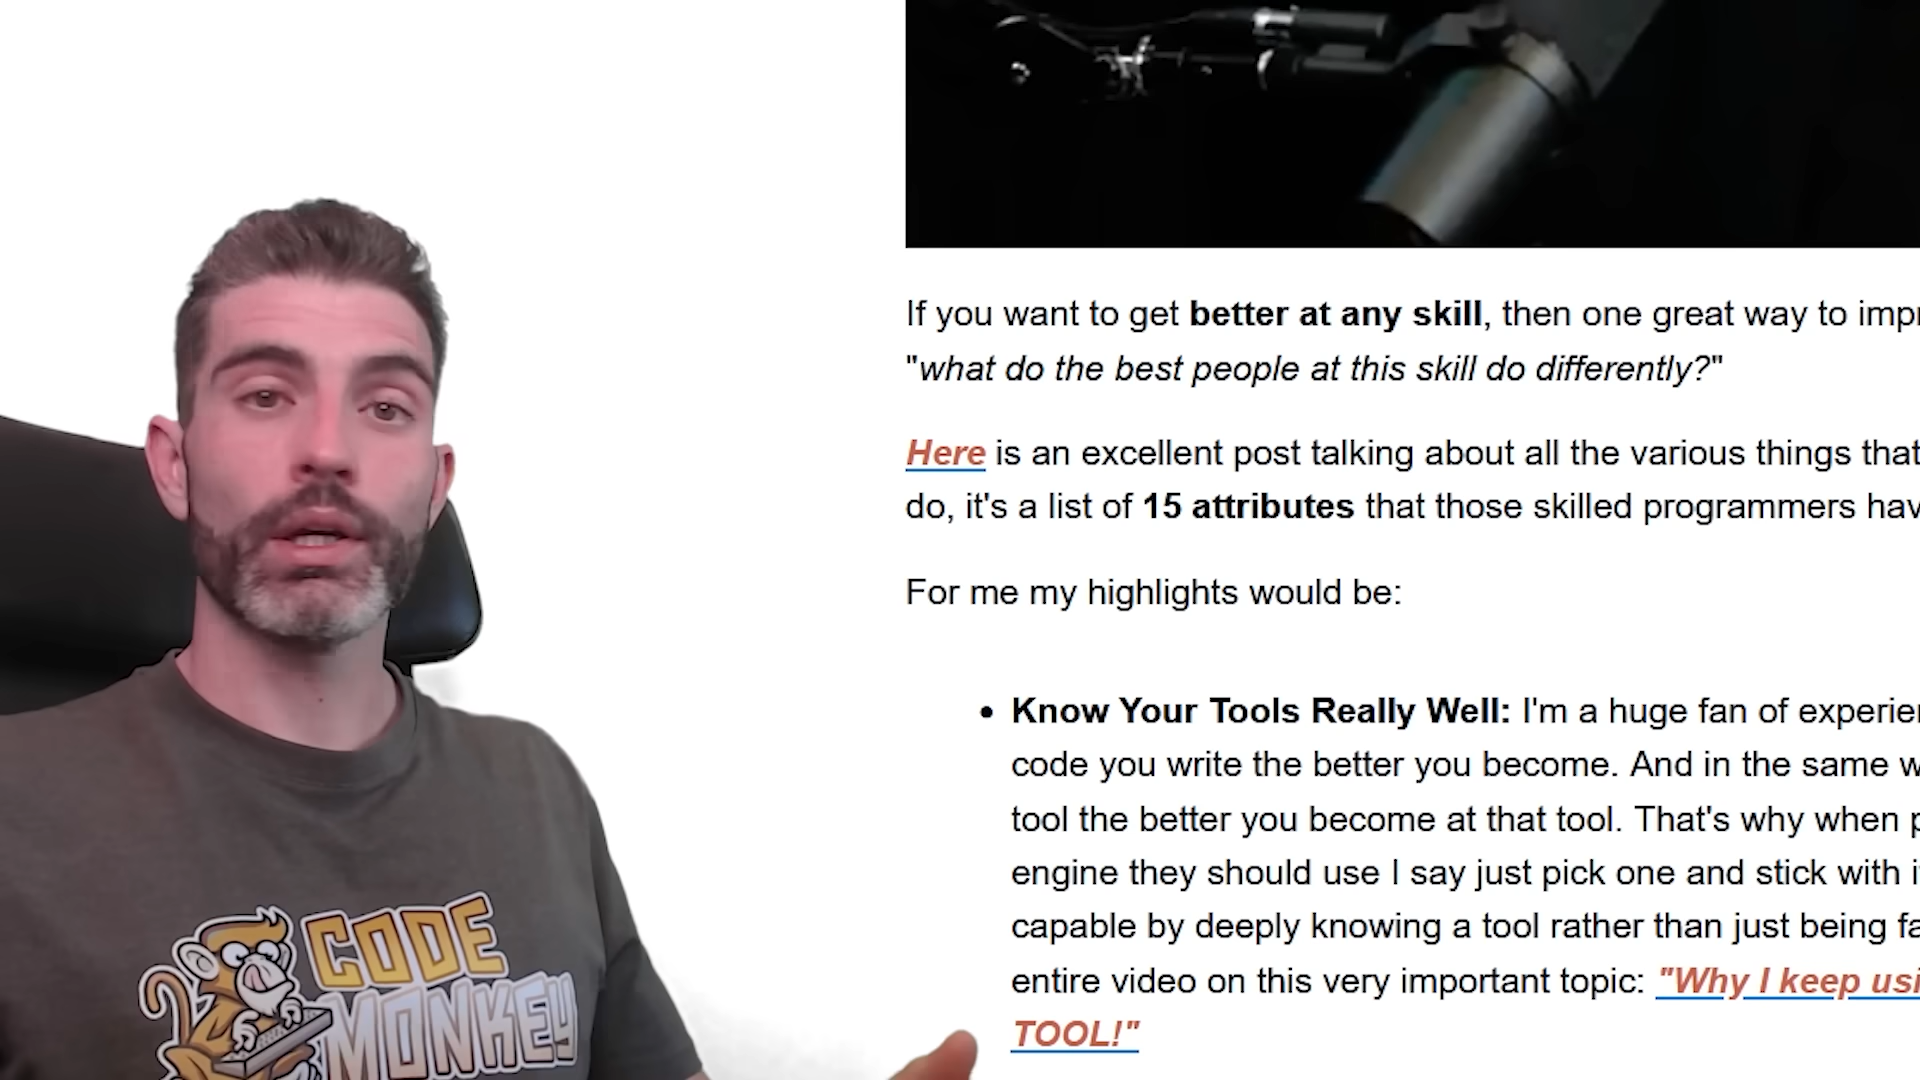 If you want to get better at any skill, then one great way to
"what do the best people at this skill do differently?"
Here is an excellent post talking about all the various things that
do, it's a list of 15 attributes that those skilled programmers
For me my highlights would be:
• Know Your Tools Really Well: I'm a huge fan of
code you write the better you become. And in the same
tool the better you become at that tool. That's why when
engine they should use I say just pick one and stick with
capable by deeply knowing a tool rather than just being
entire video on this very important topic: "Why I keep
TOOL!"
CODE
MONKEY